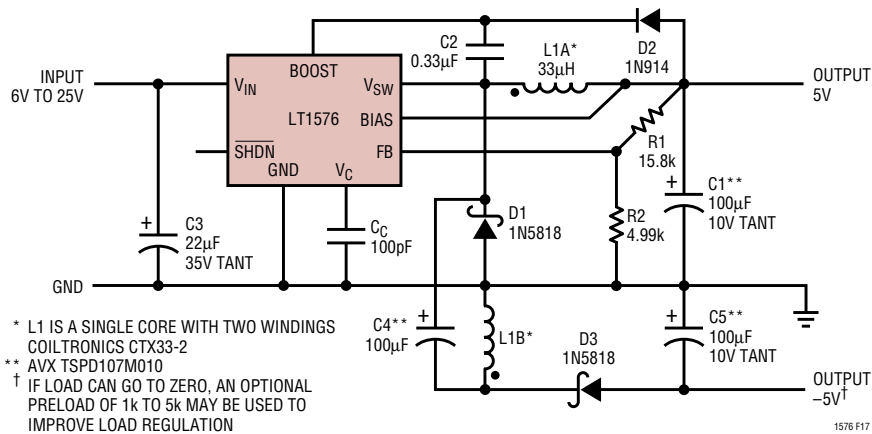 C2
0.33µF
L1A*
33µH
D2
1N914
INPUT
6V TO 25V
BOOST
VIN
VSW
LT1576
BIAS
SHDN
FB
GND
VC
OUTPUT
5V
R1
15.8k
+
C3
22µF
35V TANT
CC
100pF
D1
1N5818
R2
4.99k
+
C1**
100µF
10V TANT
GND
+
C4**
100µF
L1B*
D3
1N5818
+
C5**
100µF
10V TANT
OUTPUT
–5V†
* L1 IS A SINGLE CORE WITH TWO WINDINGS
COILTRONICS CTX33-2
** AVX TSPD107M010
† IF LOAD CAN GO TO ZERO, AN OPTIONAL
PRELOAD OF 1k TO 5k MAY BE USED TO
IMPROVE LOAD REGULATION
1576 F17